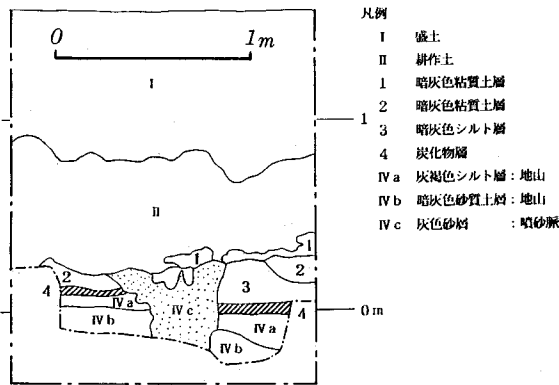 0 1m
I
1
II
1
1
2
2
3
4
IVa
IVc
0m
4
IVb
IVa
IVb
凡例
I 盛土
II 耕作土
1 暗灰色粘質土層
2 暗灰色粘質土層
3 暗灰色シルト層
4 炭化物層
IVa 灰褐色シルト層：地山
IVb 暗灰色砂質土層：地山
IVc 灰色砂層 ：噴砂脈